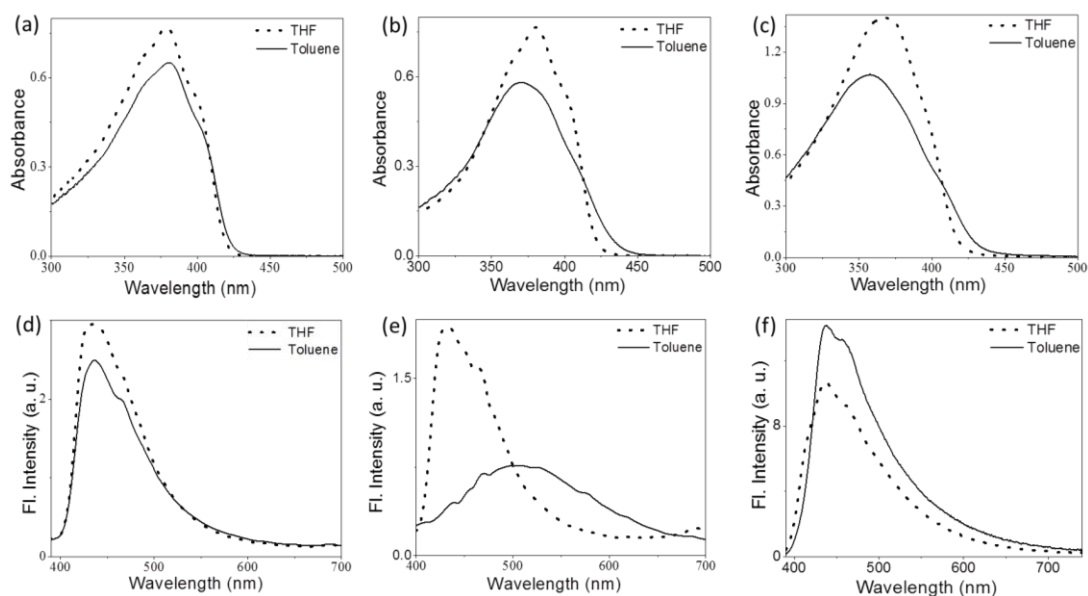 (a)
THF
Toluene
Absorbance
0.6
0.3
0.0
300 350 400 450 500
Wavelength (nm)
(b)
THF
Toluene
Absorbance
0.6
0.3
0.0
300 350 400 450 500
Wavelength (nm)
(c)
THF
Toluene
Absorbance
1.2
0.9
0.6
0.3
0.0
300 350 400 450 500
Wavelength (nm)
(d)
THF
Toluene
Fl. Intensity (a. u.)
2
0
400 500 600 700
Wavelength (nm)
(e)
THF
Toluene
Fl. Intensity (a. u.)
1.5
0.0
400 500 600 700
Wavelength (nm)
(f)
THF
Toluene
Fl. Intensity (a. u.)
8
0
400 500 600 700
Wavelength (nm)